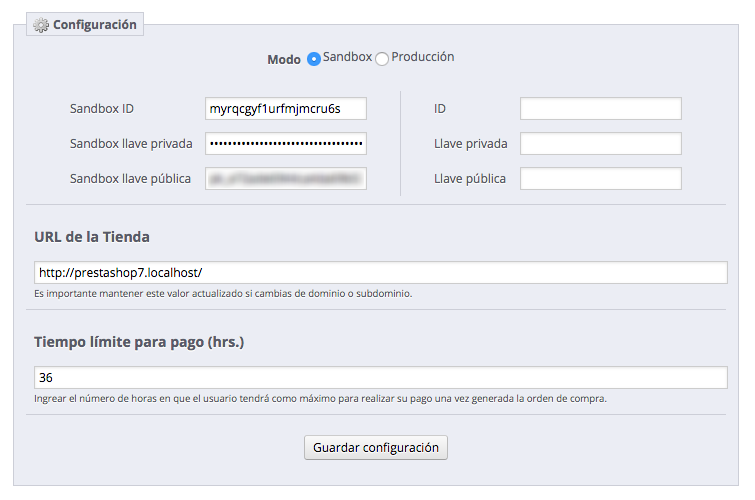 Configuración
Modo Sandbox Producción
Sandbox ID myrqcgyf1urfmjmcru6s ID
Sandbox llave privada •••••••••••••••••••••••••••••••• Llave privada
Sandbox llave pública Llave pública
URL de la Tienda
http://prestashop7.localhost/
Es importante mantener este valor actualizado si cambias de dominio o subdominio.
Tiempo límite para pago (hrs.)
36
Ingrear el número de horas en que el usuario tendrá como máximo para realizar su pago una vez generada la orden de compra.
Guardar configuración